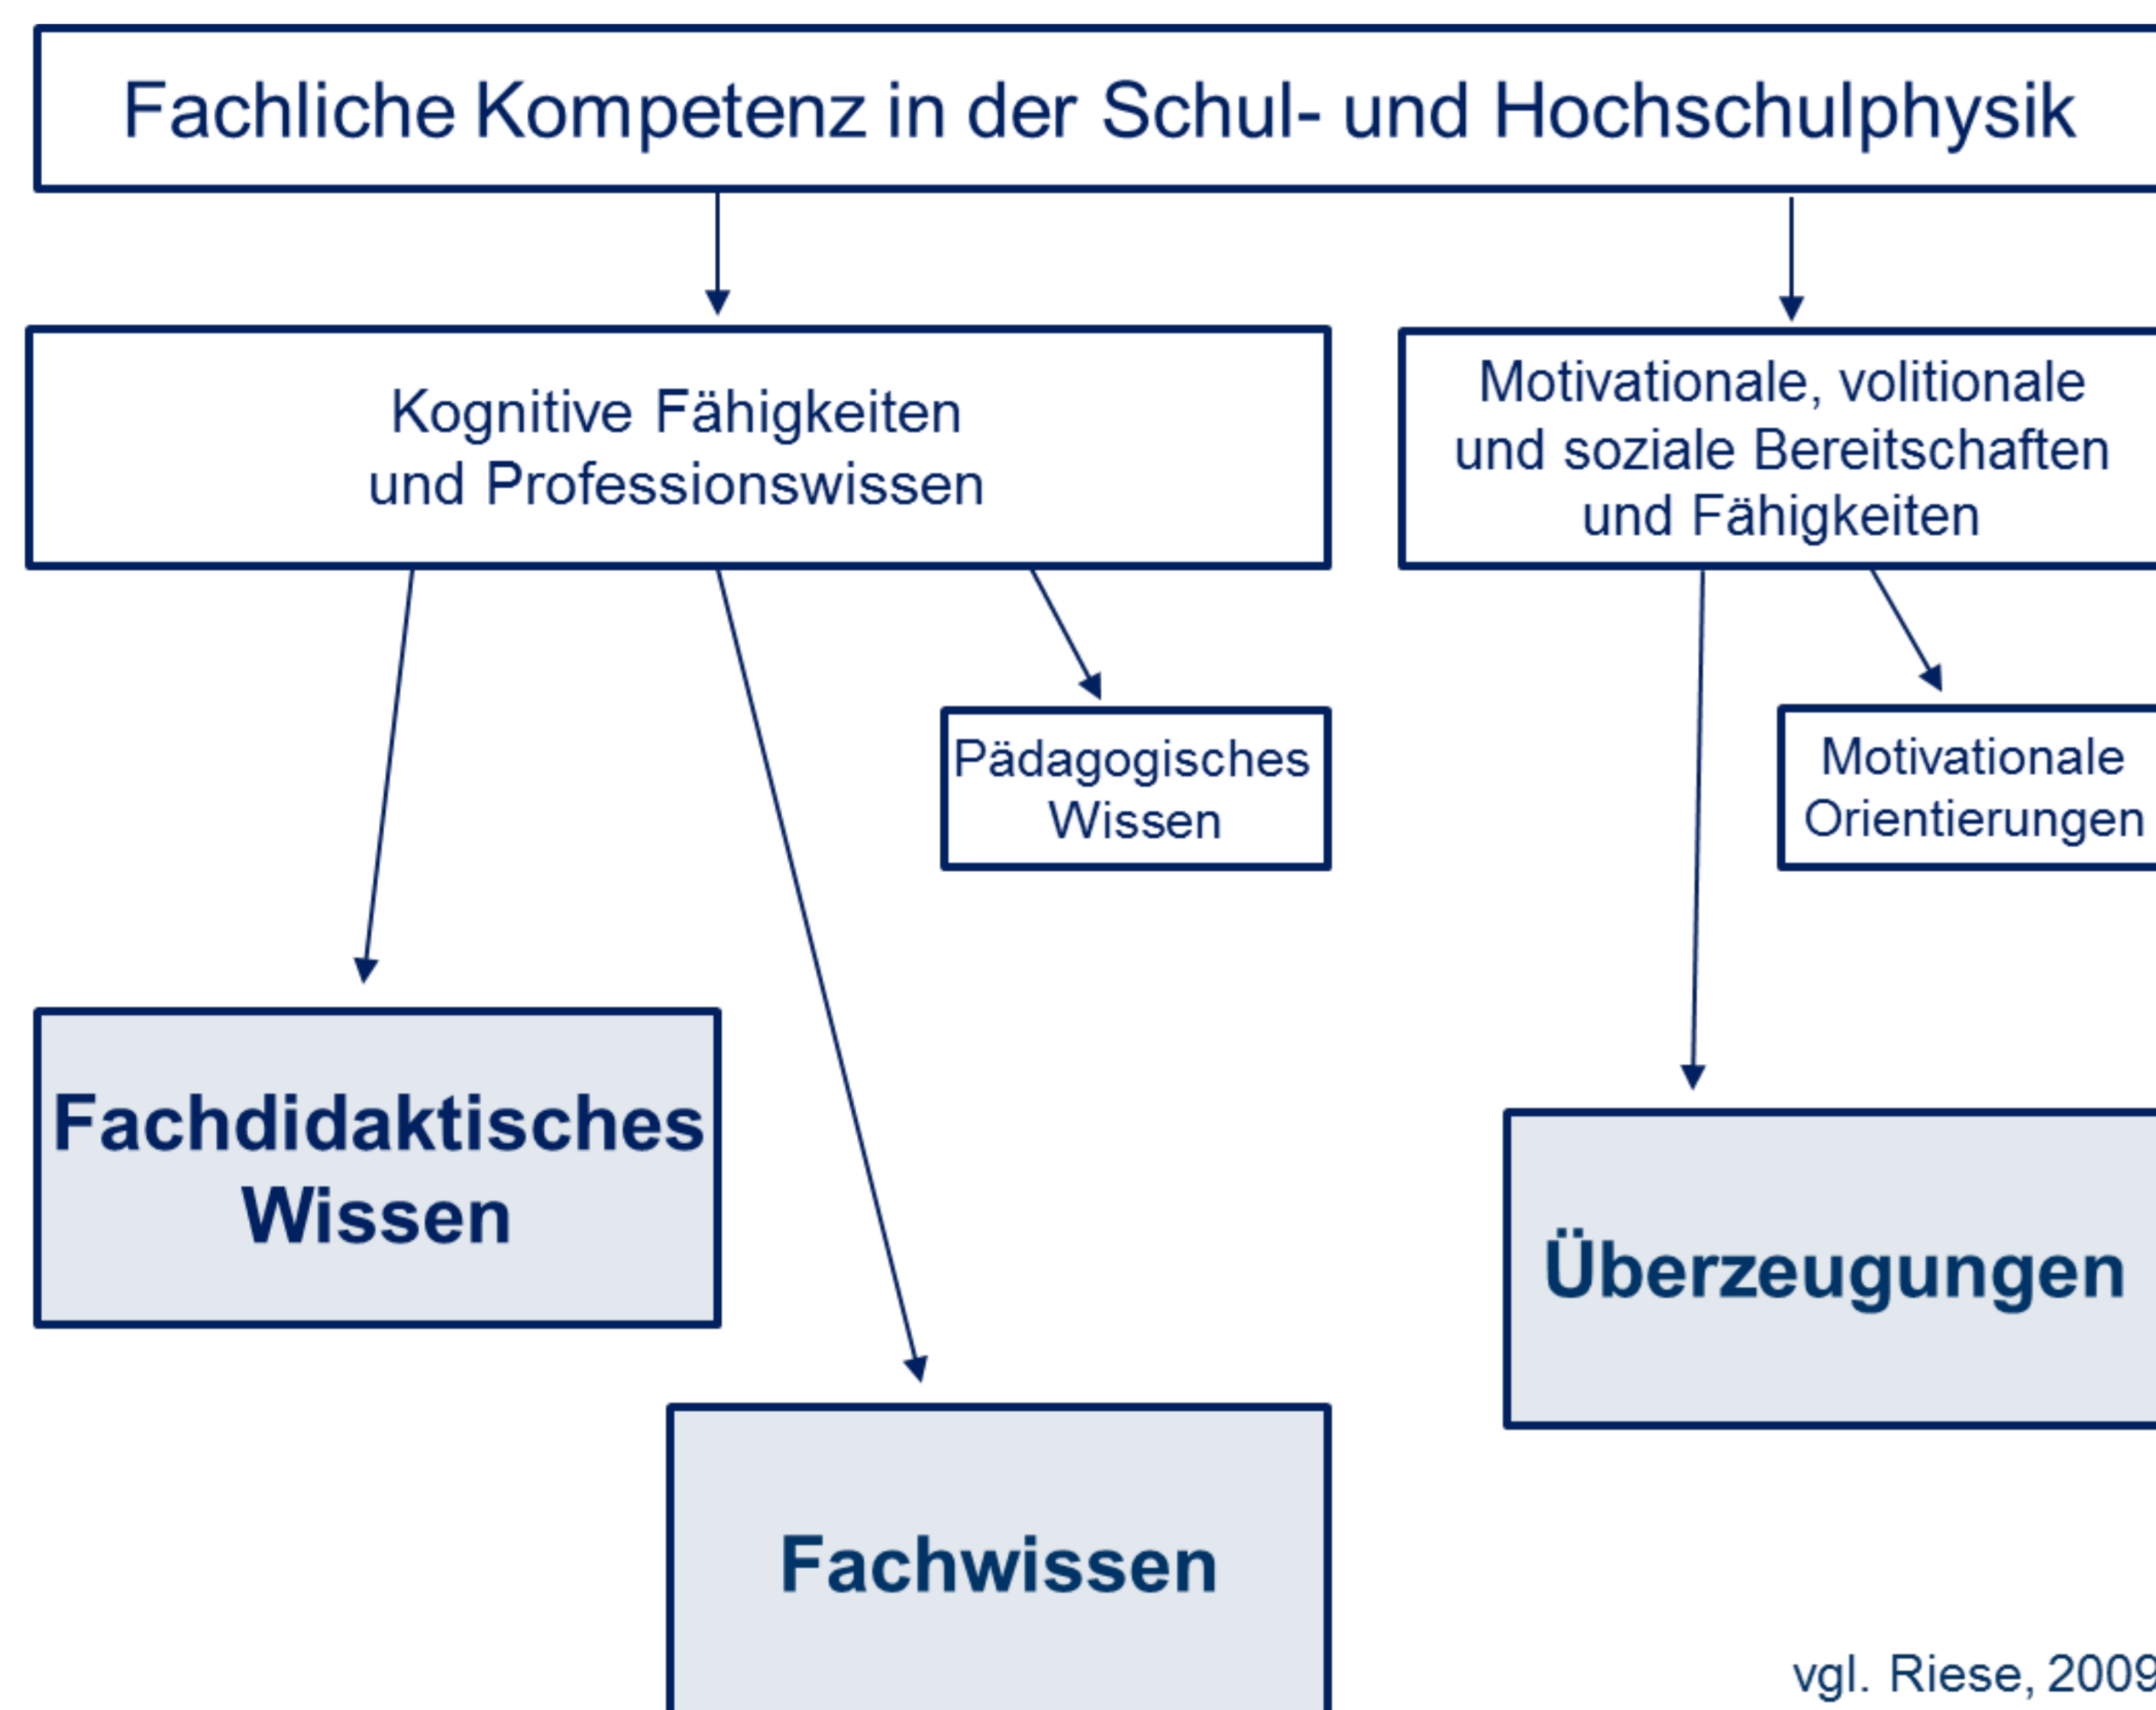 Fachliche Kompetenz in der Schul- und Hochschulphysik
Kognitive Fähigkeiten
und Professionswissen
Motivationale, volitionale
und soziale Bereitschaften
und Fähigkeiten
Pädagogisches
Wissen
Motivationale
Orientierungen
Fachdidaktisches
Wissen
Überzeugungen
Fachwissen
vgl. Riese, 2009